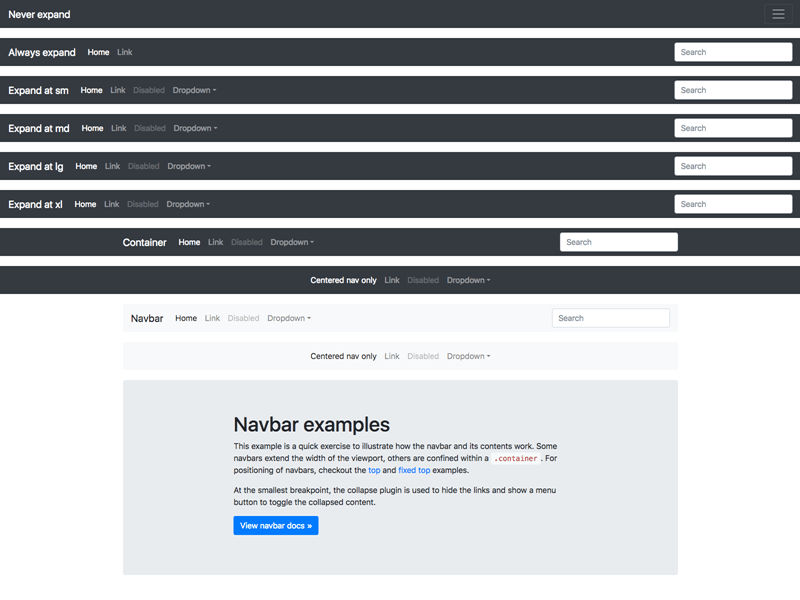 Never expand
Always expand Home Link Search
Expand at sm Home Link Disabled Dropdown Search
Expand at md Home Link Disabled Dropdown Search
Expand at lg Home Link Disabled Dropdown Search
Expand at xl Home Link Disabled Dropdown Search
Container Home Link Disabled Dropdown Search
Centered nav only Link Disabled Dropdown
Navbar Home Link Disabled Dropdown Search
Centered nav only Link Disabled Dropdown
Navbar examples
This example is a quick exercise to illustrate how the navbar and its contents work. Some
navbars extend the width of the viewport, others are confined within a .container. For
positioning of navbars, checkout the top and fixed top examples.
At the smallest breakpoint, the collapse plugin is used to hide the links and show a menu
button to toggle the collapsed content.
View navbar docs »